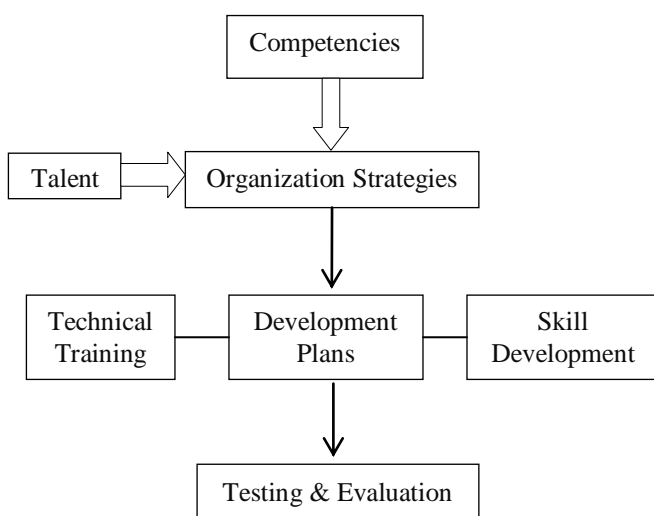 Competencies
Talent
Organization Strategies
Technical
Training
Development
Plans
Skill
Development
Testing & Evaluation